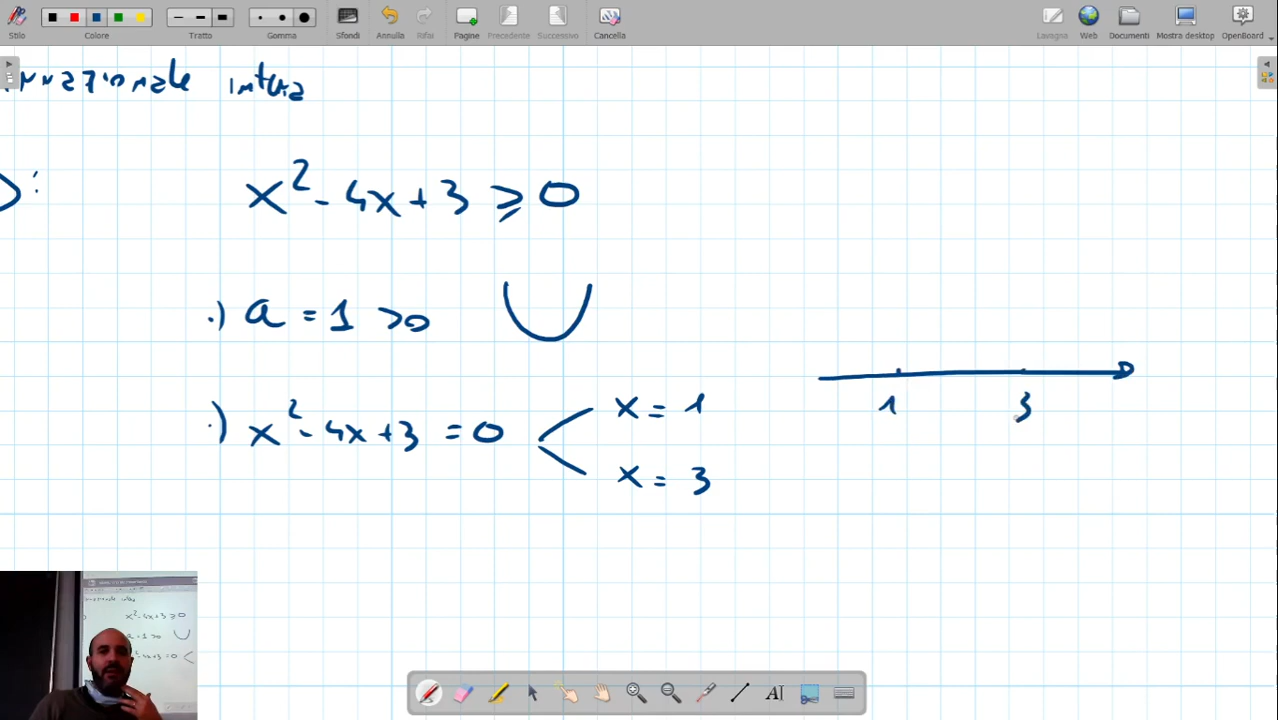 Stilo Colore Tratto Gomma Sfondi Annulla Rifai Pagine Precedente Successivo Cancella Lavagna Web Documenti Mostra desktop OpenBoard
intera
x² - 4x + 3 ≥ 0
.) a = 1 > 0
1 3
.) x² - 4x + 3 = 0
x = 1
x = 3